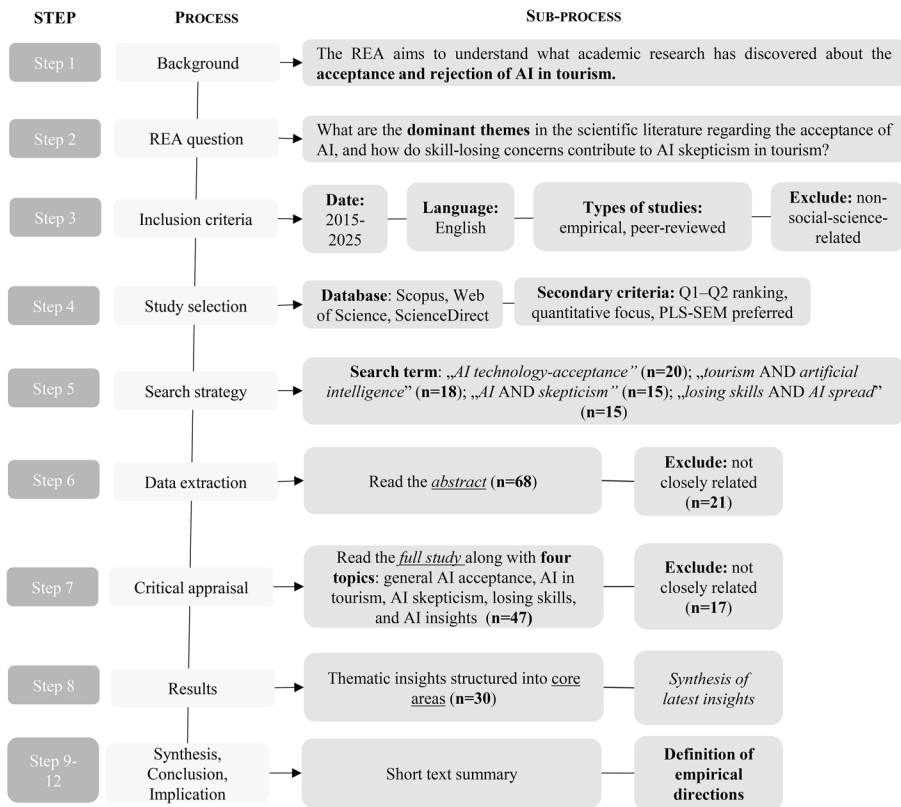 STEP
PROCESS
SUB-PROCESS
Step 1
Background
The REA aims to understand what academic research has discovered about the
acceptance and rejection of AI in tourism.
Step 2
REA question
What are the dominant themes in the scientific literature regarding the acceptance of
AI, and how do skill-losing concerns contribute to AI skepticism in tourism?
Step 3
Inclusion criteria
Date:
2015-
2025
Language:
English
Types of studies:
empirical, peer-reviewed
Exclude: non-
social-science-
related
Step 4
Study selection
Database: Scopus, Web
of Science, ScienceDirect
Secondary criteria: Q1–Q2 ranking,
quantitative focus, PLS-SEM preferred
Step 5
Search strategy
Search term: „AI technology-acceptance” (n=20); „tourism AND artificial
intelligence” (n=18); „AI AND skepticism” (n=15); „losing skills AND AI spread”
(n=15)
Step 6
Data extraction
Read the abstract (n=68)
Exclude: not
closely related
(n=21)
Step 7
Critical appraisal
Read the full study along with four
topics: general AI acceptance, AI in
tourism, AI skepticism, losing skills,
and AI insights (n=47)
Exclude: not
closely related
(n=17)
Step 8
Results
Thematic insights structured into core
areas (n=30)
Synthesis of
latest insights
Step 9-
12
Synthesis,
Conclusion,
Implication
Short text summary
Definition of
empirical
directions